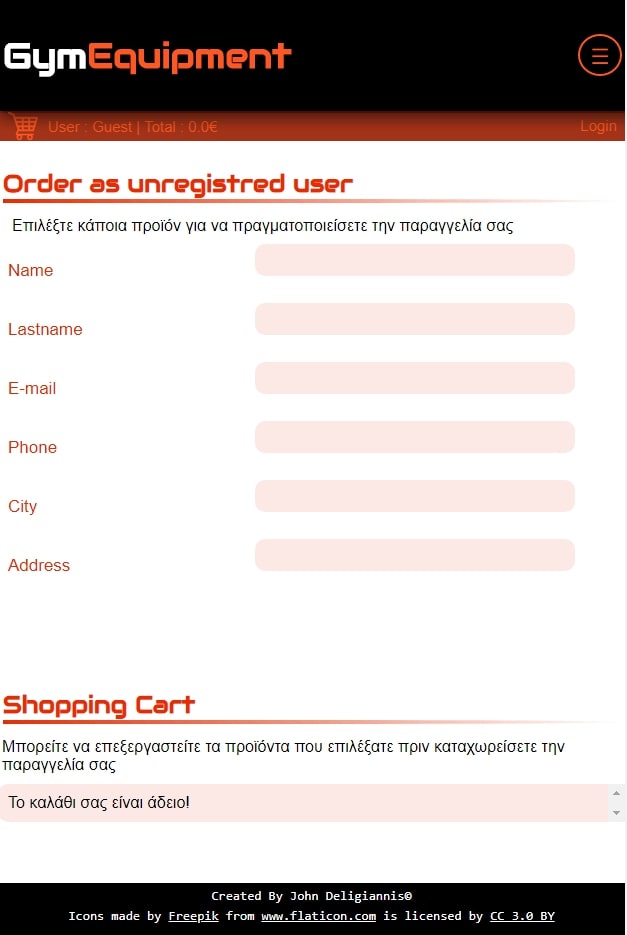 GymEquipment
User : Guest | Total : 0.0€
Login
Order as unregistred user
Επιλέξτε κάποια προϊόν για να πραγματοποιείσετε την παραγγελία σας
Name
Lastname
E-mail
Phone
City
Address
Shopping Cart
Μπορείτε να επεξεργαστείτε τα προϊόντα που επιλέξατε πριν καταχωρείσετε την
παραγγελία σας
Το καλάθι σας είναι άδειο!
Created By John Deligiannis©
Icons made by Freepik from www.flaticon.com is licensed by CC 3.0 BY